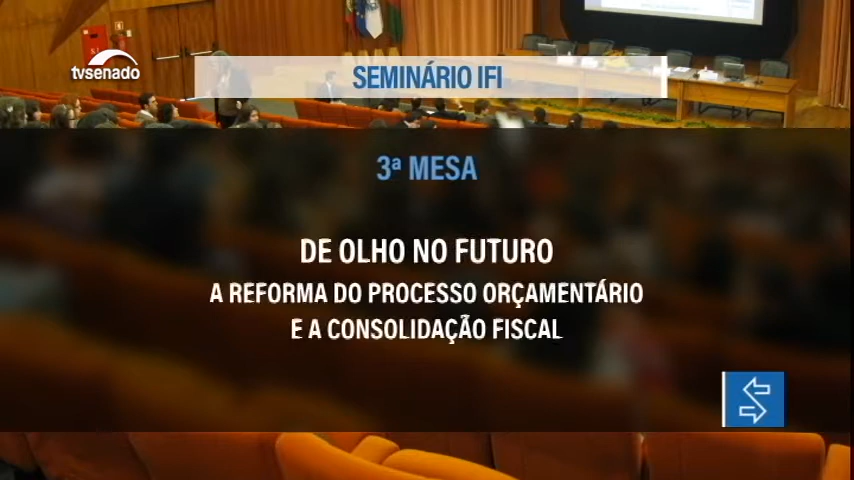 tvsenado
SEMINÁRIO IFI
3ª MESA
DE OLHO NO FUTURO
A REFORMA DO PROCESSO ORÇAMENTÁRIO
E A CONSOLIDAÇÃO FISCAL